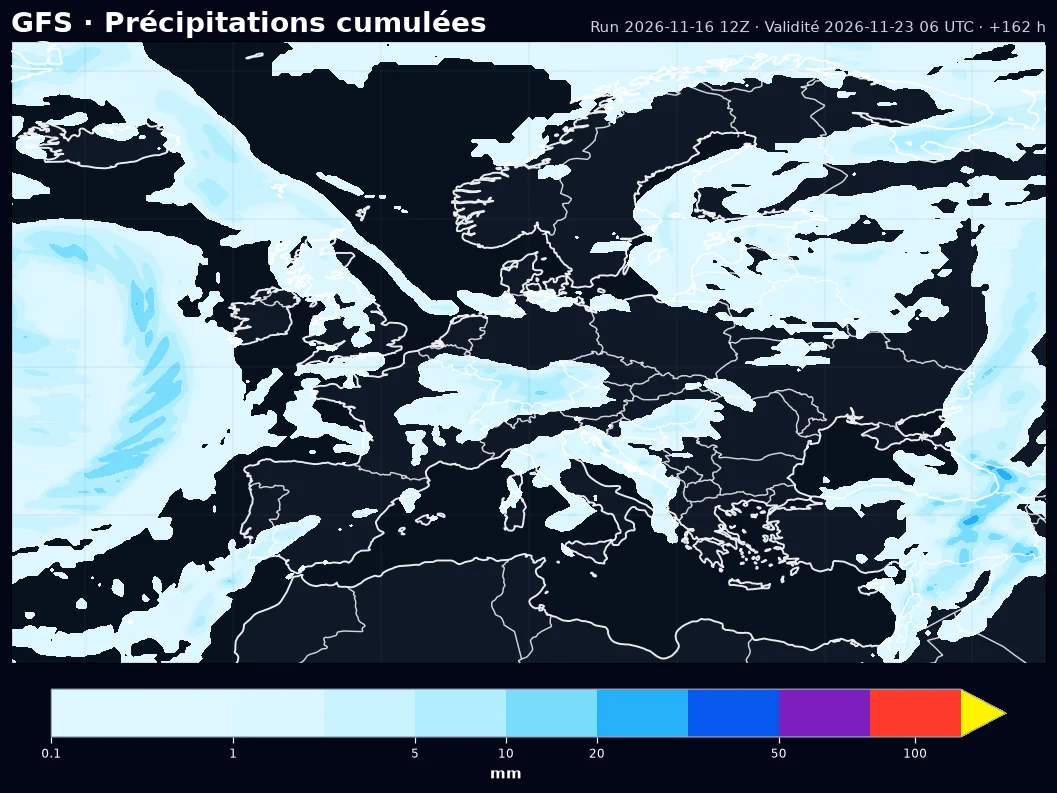 GFS · Précipitations cumulées
Run 2026-11-16 12Z · Validité 2026-11-23 06 UTC · +162 h
0.1 1 5 10 20 50 100
mm